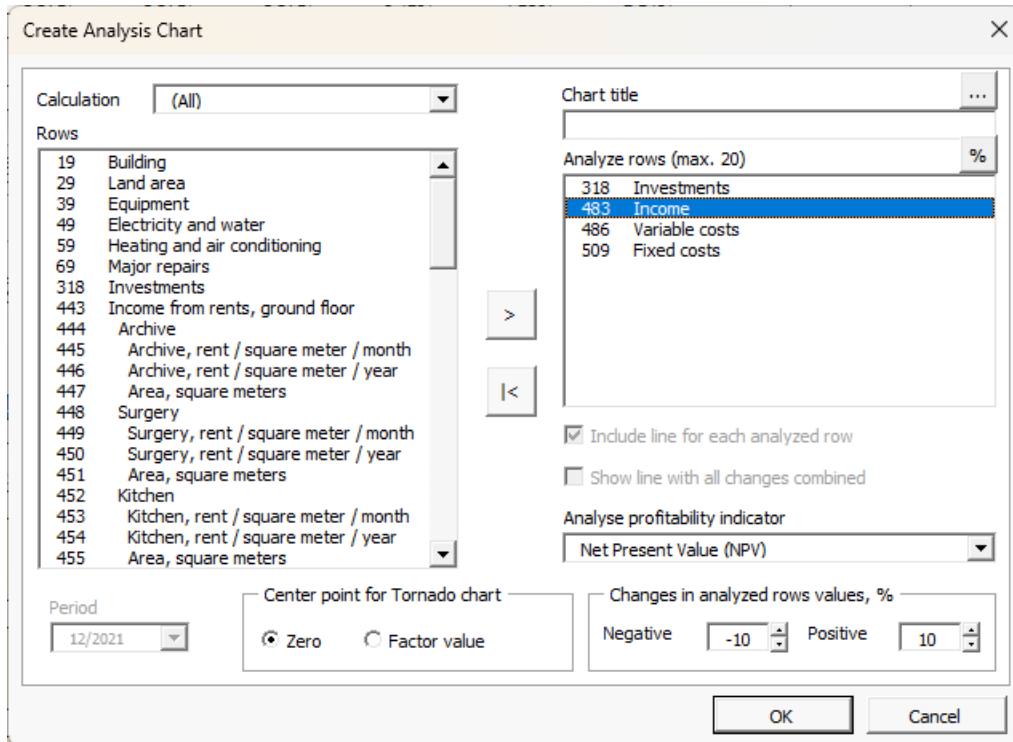 Create Analysis Chart
Calculation (All)
Rows
19 Building
29 Land area
39 Equipment
49 Electricity and water
59 Heating and air conditioning
69 Major repairs
318 Investments
443 Income from rents, ground floor
444 Archive
445 Archive, rent / square meter / month
446 Archive, rent / square meter / year
447 Area, square meters
448 Surgery
449 Surgery, rent / square meter / month
450 Surgery, rent / square meter / year
451 Area, square meters
452 Kitchen
453 Kitchen, rent / square meter / month
454 Kitchen, rent / square meter / year
455 Area, square meters
>
|<
Chart title ...
Analyze rows (max. 20) %
318 Investments
483 Income
486 Variable costs
509 Fixed costs
Include line for each analyzed row
Show line with all changes combined
Analyse profitability indicator
Net Present Value (NPV)
Period
12/2021
Center point for Tornado chart
Zero Factor value
Changes in analyzed rows values, %
Negative -10 Positive 10
OK Cancel